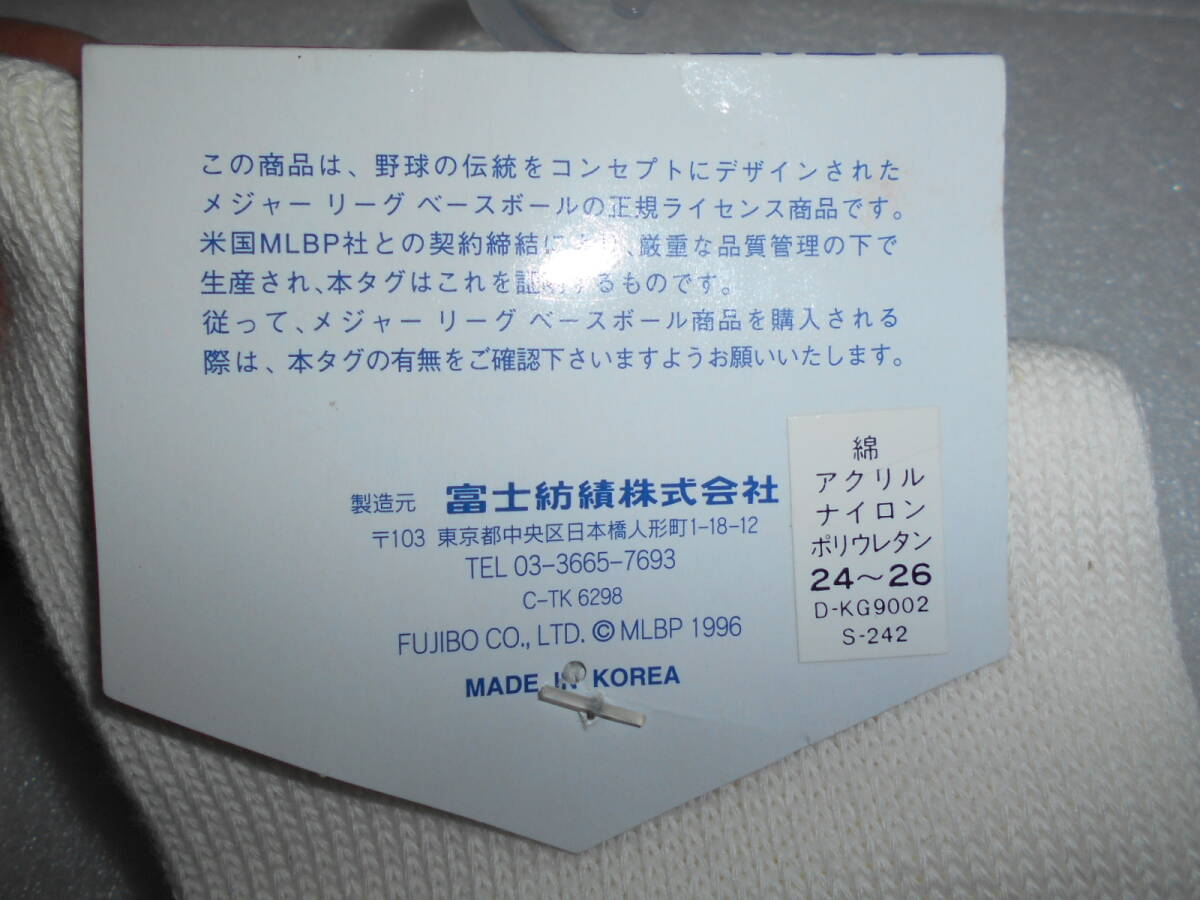 この商品は、野球の伝統をコンセプトにデザインされた
メジャー リーグ ベースボールの正規ライセンス商品です。
米国MLBP社との契約締結に 、厳重な品質管理の下で
生産され、本タグはこれを証 するものです。
従って、メジャー リーグ ベースボール商品を購入される
際は、本タグの有無をご確認下さいますようお願いいたします。
製造元 富士紡績株式会社
〒103 東京都中央区日本橋人形町1-18-12
TEL 03-3665-7693
C-TK 6298
FUJIBO CO., LTD. ©MLBP 1996
MADE IN KOREA
綿
アクリル
ナイロン
ポリウレタン
24〜26
D-KG9002
S-242